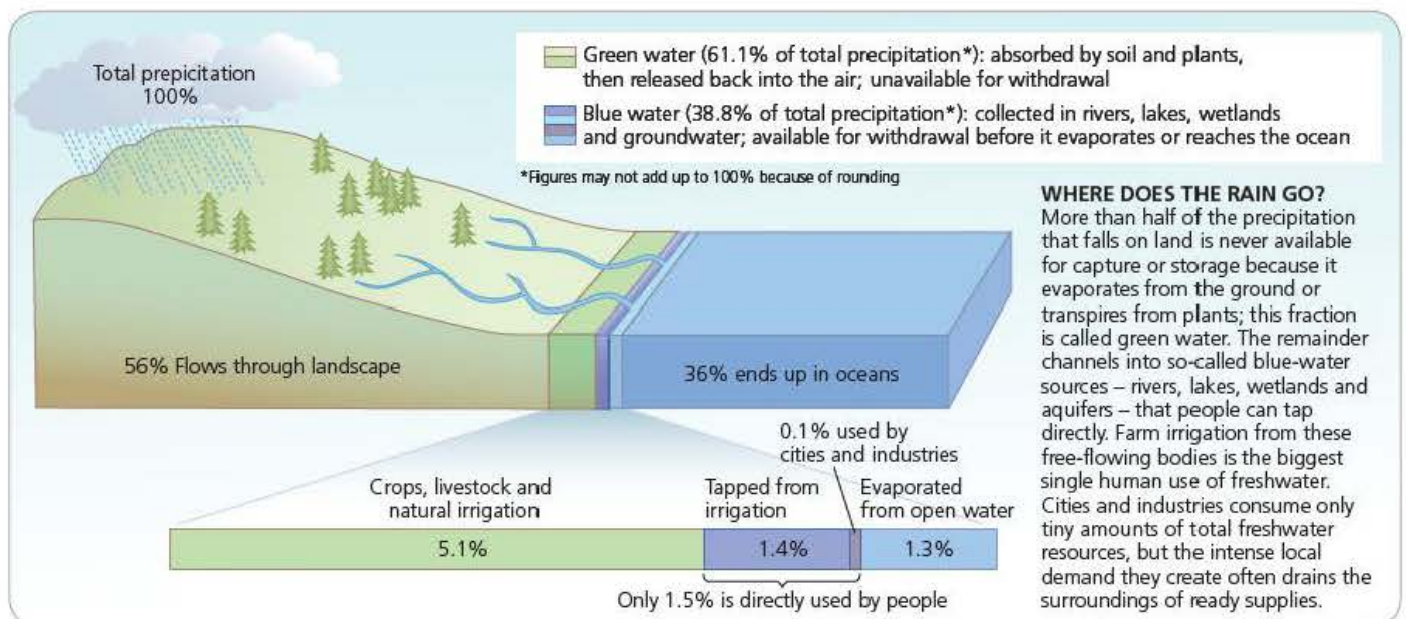 Total prepicitation
100%
Green water (61.1% of total precipitation*): absorbed by soil and plants,
then released back into the air; unavailable for withdrawal
Blue water (38.8% of total precipitation*): collected in rivers, lakes, wetlands
and groundwater; available for withdrawal before it evaporates or reaches the ocean
*Figures may not add up to 100% because of rounding
WHERE DOES THE RAIN GO?
More than half of the precipitation
that falls on land is never available
for capture or storage because it
evaporates from the ground or
transpires from plants; this fraction
is called green water. The remainder
channels into so-called blue-water
sources – rivers, lakes, wetlands and
aquifers – that people can tap
directly. Farm irrigation from these
free-flowing bodies is the biggest
single human use of freshwater.
Cities and industries consume only
tiny amounts of total freshwater
resources, but the intense local
demand they create often drains the
surroundings of ready supplies.
56% Flows through landscape
36% ends up in oceans
0.1% used by
cities and industries
Crops, livestock and
natural irrigation
Tapped from
irrigation
Evaporated
from open water
5.1%
1.4%
1.3%
Only 1.5% is directly used by people